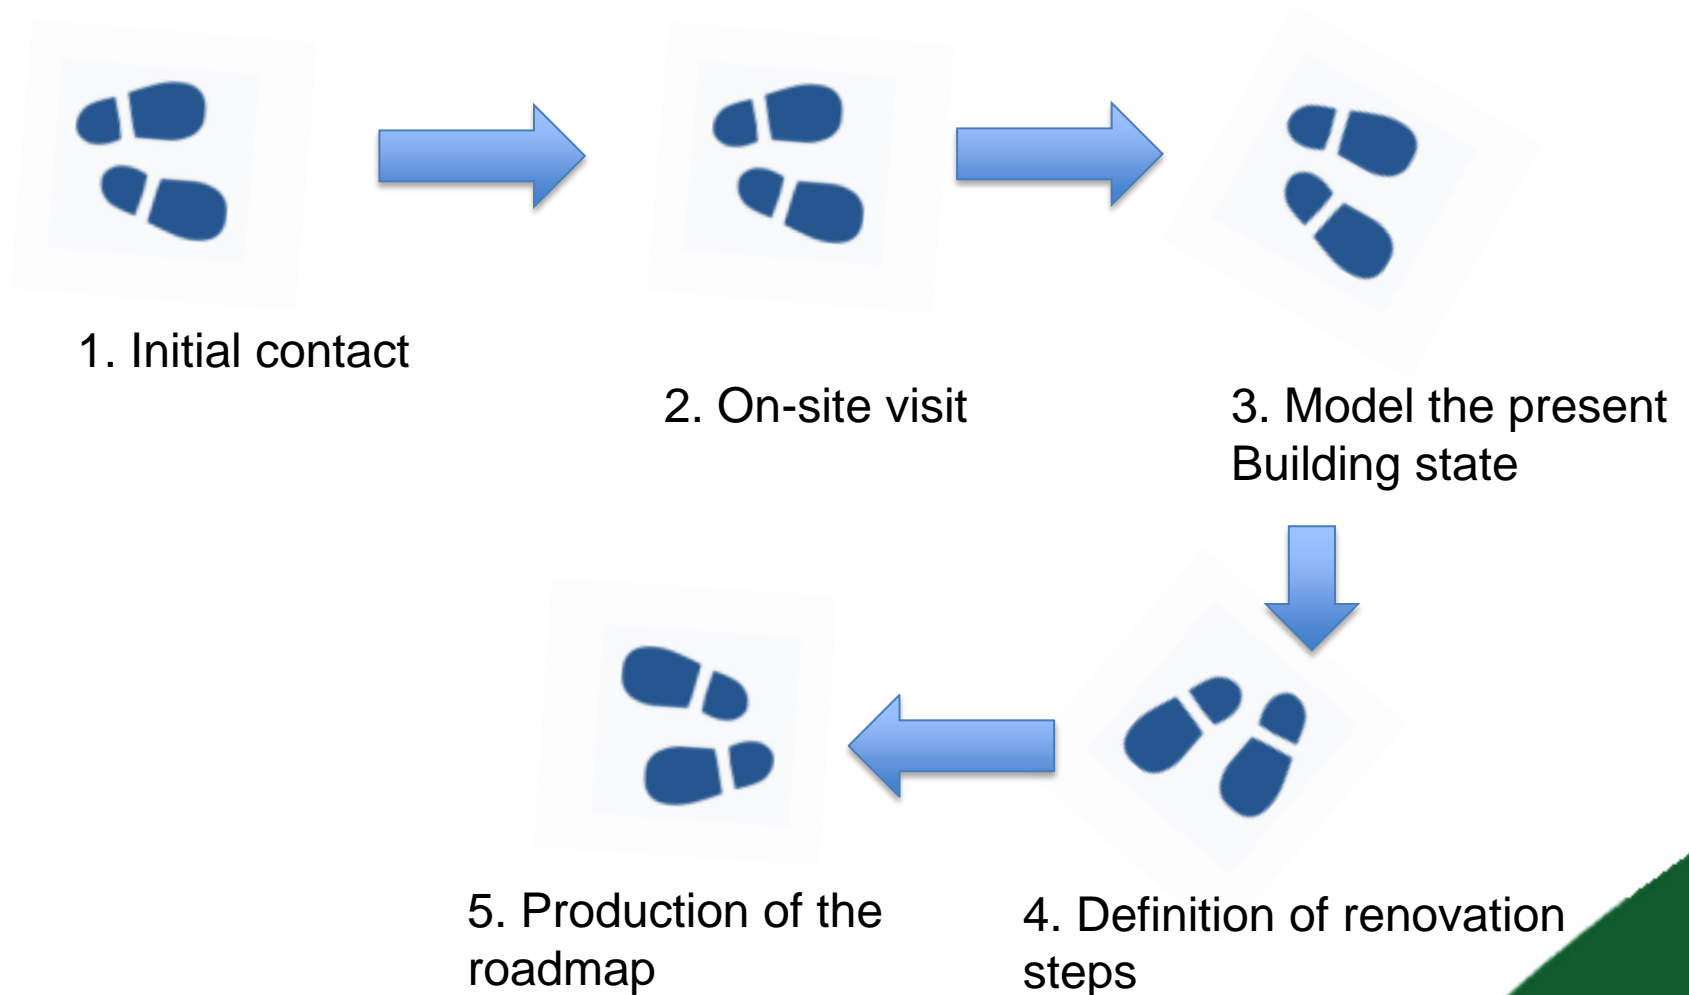 1. Initial contact
2. On-site visit
3. Model the present
Building state
4. Definition of renovation
steps
5. Production of the
roadmap